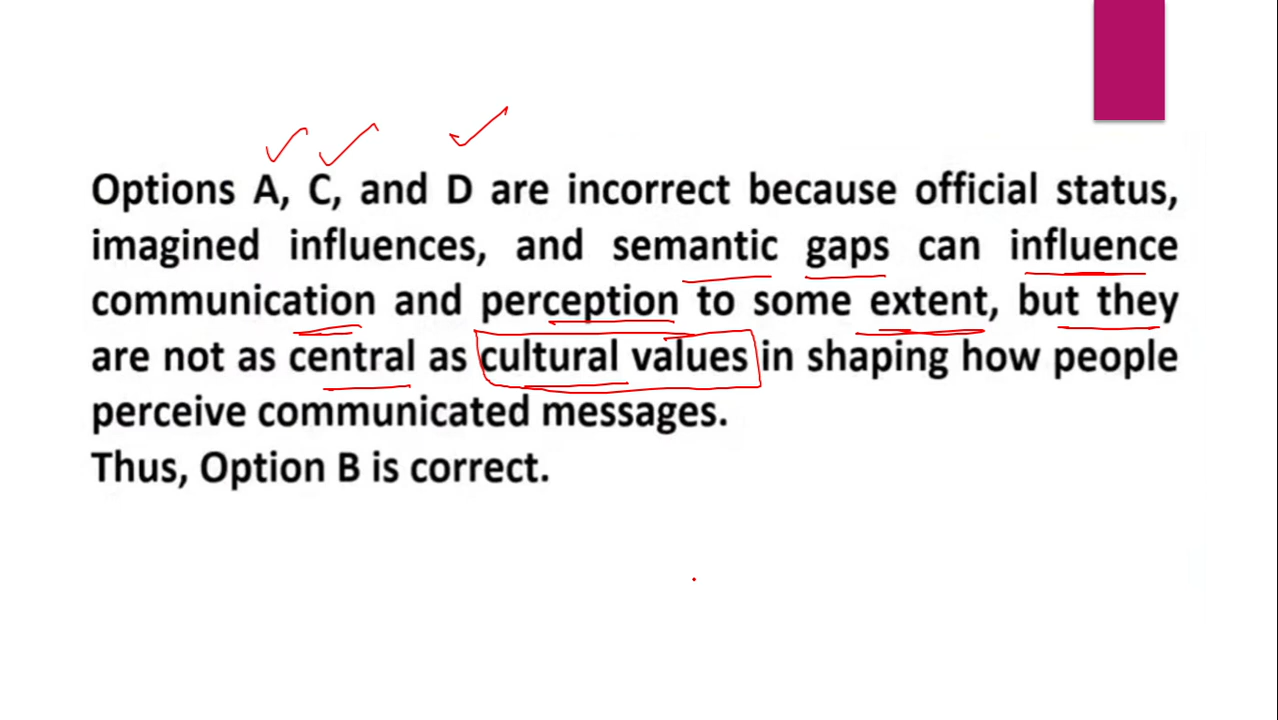 Options A, C, and D are incorrect because official status,
imagined influences, and semantic gaps can influence
communication and perception to some extent, but they
are not as central as cultural values in shaping how people
perceive communicated messages.
Thus, Option B is correct.